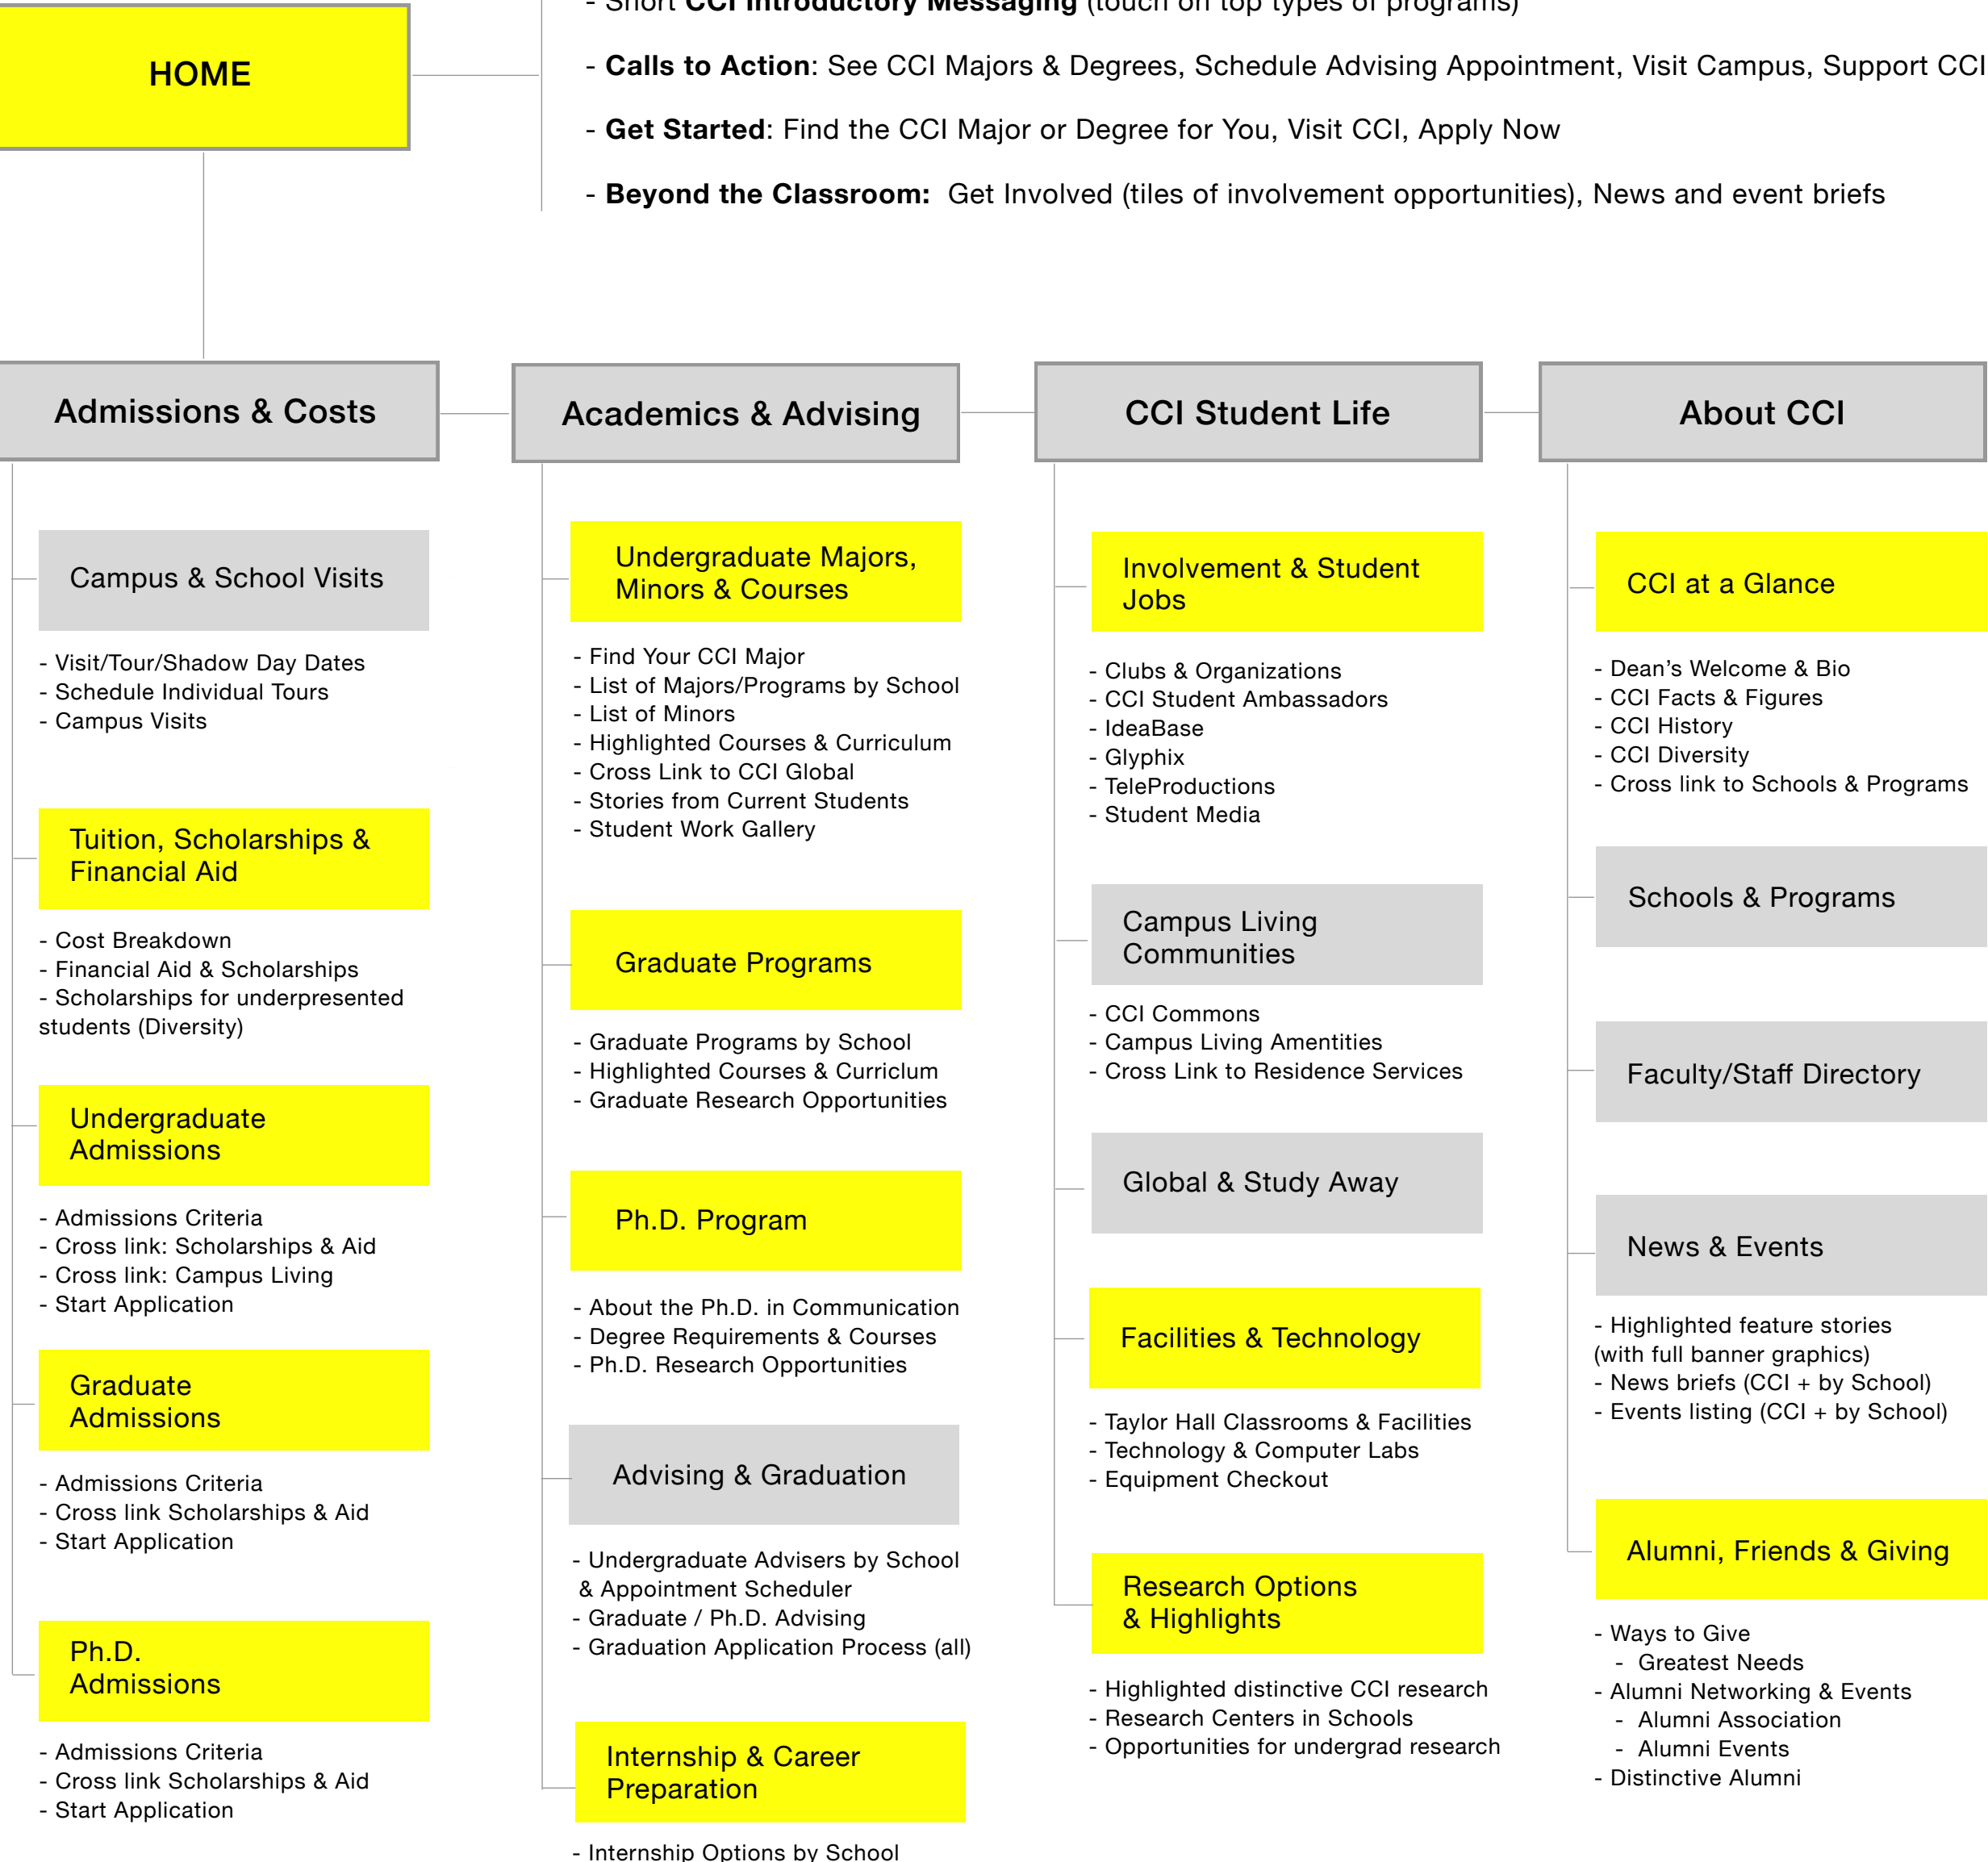 - Short CCI Introductory Messaging (touch on top types of programs)
HOME
- Calls to Action: See CCI Majors & Degrees, Schedule Advising Appointment, Visit Campus, Support CCI
- Get Started: Find the CCI Major or Degree for You, Visit CCI, Apply Now
- Beyond the Classroom: Get Involved (tiles of involvement opportunities), News and event briefs
Admissions & Costs
Campus & School Visits
- Visit/Tour/Shadow Day Dates
- Schedule Individual Tours
- Campus Visits
Tuition, Scholarships &
Financial Aid
- Cost Breakdown
- Financial Aid & Scholarships
- Scholarships for underpresented
students (Diversity)
Undergraduate
Admissions
- Admissions Criteria
- Cross link: Scholarships & Aid
- Cross link: Campus Living
- Start Application
Graduate
Admissions
- Admissions Criteria
- Cross link Scholarships & Aid
- Start Application
Ph.D.
Admissions
- Admissions Criteria
- Cross link Scholarships & Aid
- Start Application
Academics & Advising
Undergraduate Majors,
Minors & Courses
- Find Your CCI Major
- List of Majors/Programs by School
- List of Minors
- Highlighted Courses & Curriculum
- Cross Link to CCI Global
- Stories from Current Students
- Student Work Gallery
Graduate Programs
- Graduate Programs by School
- Highlighted Courses & Curriclum
- Graduate Research Opportunities
Ph.D. Program
- About the Ph.D. in Communication
- Degree Requirements & Courses
- Ph.D. Research Opportunities
Advising & Graduation
- Undergraduate Advisers by School
& Appointment Scheduler
- Graduate / Ph.D. Advising
- Graduation Application Process (all)
Internship & Career
Preparation
- Internship Options by School
CCI Student Life
Involvement & Student
Jobs
- Clubs & Organizations
- CCI Student Ambassadors
- IdeaBase
- Glyphix
- TeleProductions
- Student Media
Campus Living
Communities
- CCI Commons
- Campus Living Amentities
- Cross Link to Residence Services
Global & Study Away
Facilities & Technology
- Taylor Hall Classrooms & Facilities
- Technology & Computer Labs
- Equipment Checkout
Research Options
& Highlights
- Highlighted distinctive CCI research
- Research Centers in Schools
- Opportunities for undergrad research
About CCI
CCI at a Glance
- Dean's Welcome & Bio
- CCI Facts & Figures
- CCI History
- CCI Diversity
- Cross link to Schools & Programs
Schools & Programs
Faculty/Staff Directory
News & Events
- Highlighted feature stories
(with full banner graphics)
- News briefs (CCI + by School)
- Events listing (CCI + by School)
Alumni, Friends & Giving
- Ways to Give
- Greatest Needs
- Alumni Networking & Events
- Alumni Association
- Alumni Events
- Distinctive Alumni